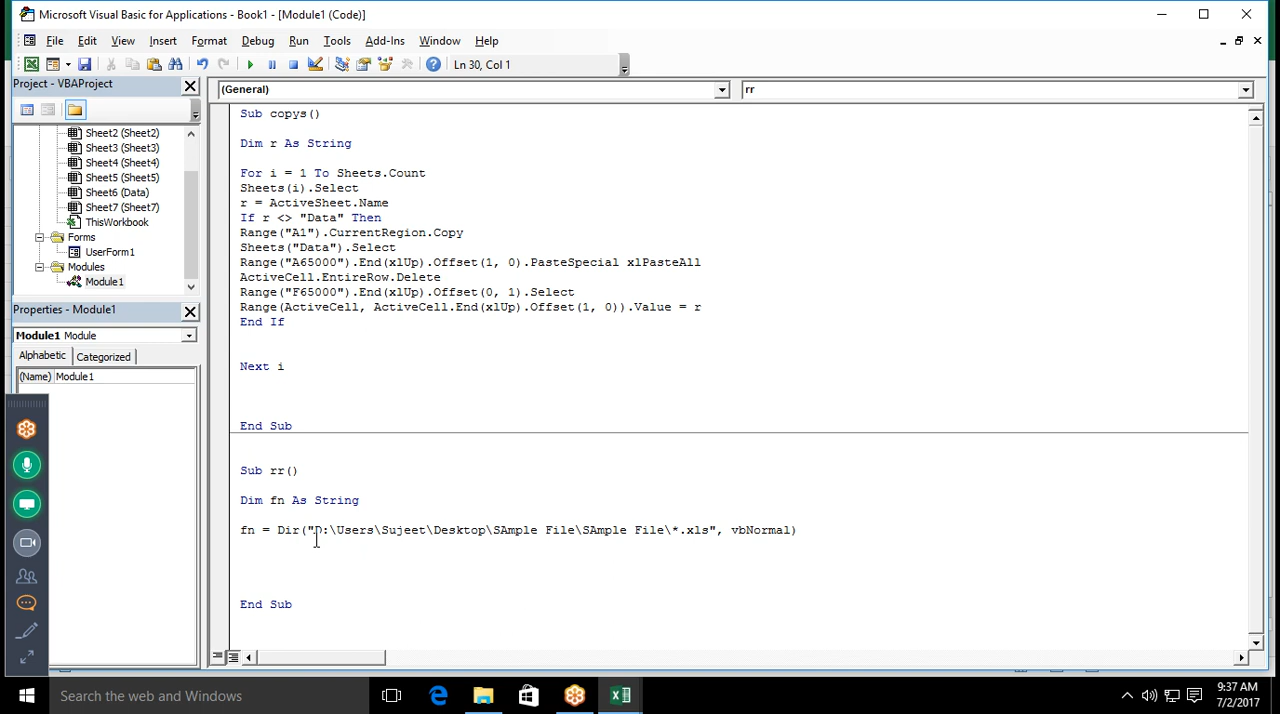 Microsoft Visual Basic for Applications - Book1 - [Module1 (Code)]
File Edit View Insert Format Debug Run Tools Add-Ins Window Help
Ln 30, Col 1
Project - VBAProject
(General)
rr
Sheet2 (Sheet2)
Sheet3 (Sheet3)
Sheet4 (Sheet4)
Sheet5 (Sheet5)
Sheet6 (Data)
Sheet7 (Sheet7)
ThisWorkbook
Forms
UserForm1
Modules
Module1
Properties - Module1
Module1 Module
Alphabetic Categorized
(Name) Module1
Sub copys()
Dim r As String
For i = 1 To Sheets.Count
Sheets(i).Select
r = ActiveSheet.Name
If r <> "Data" Then
Range("A1").CurrentRegion.Copy
Sheets("Data").Select
Range("A65000").End(xlUp).Offset(1, 0).PasteSpecial xlPasteAll
ActiveCell.EntireRow.Delete
Range("F65000").End(xlUp).Offset(0, 1).Select
Range(ActiveCell, ActiveCell.End(xlUp).Offset(1, 0)).Value = r
End If
Next i
End Sub
Sub rr()
Dim fn As String
fn = Dir("D:\Users\Sujeet\Desktop\SAmple File\SAmple File\*.xls", vbNormal)
End Sub
Search the web and Windows
9:37 AM
7/2/2017